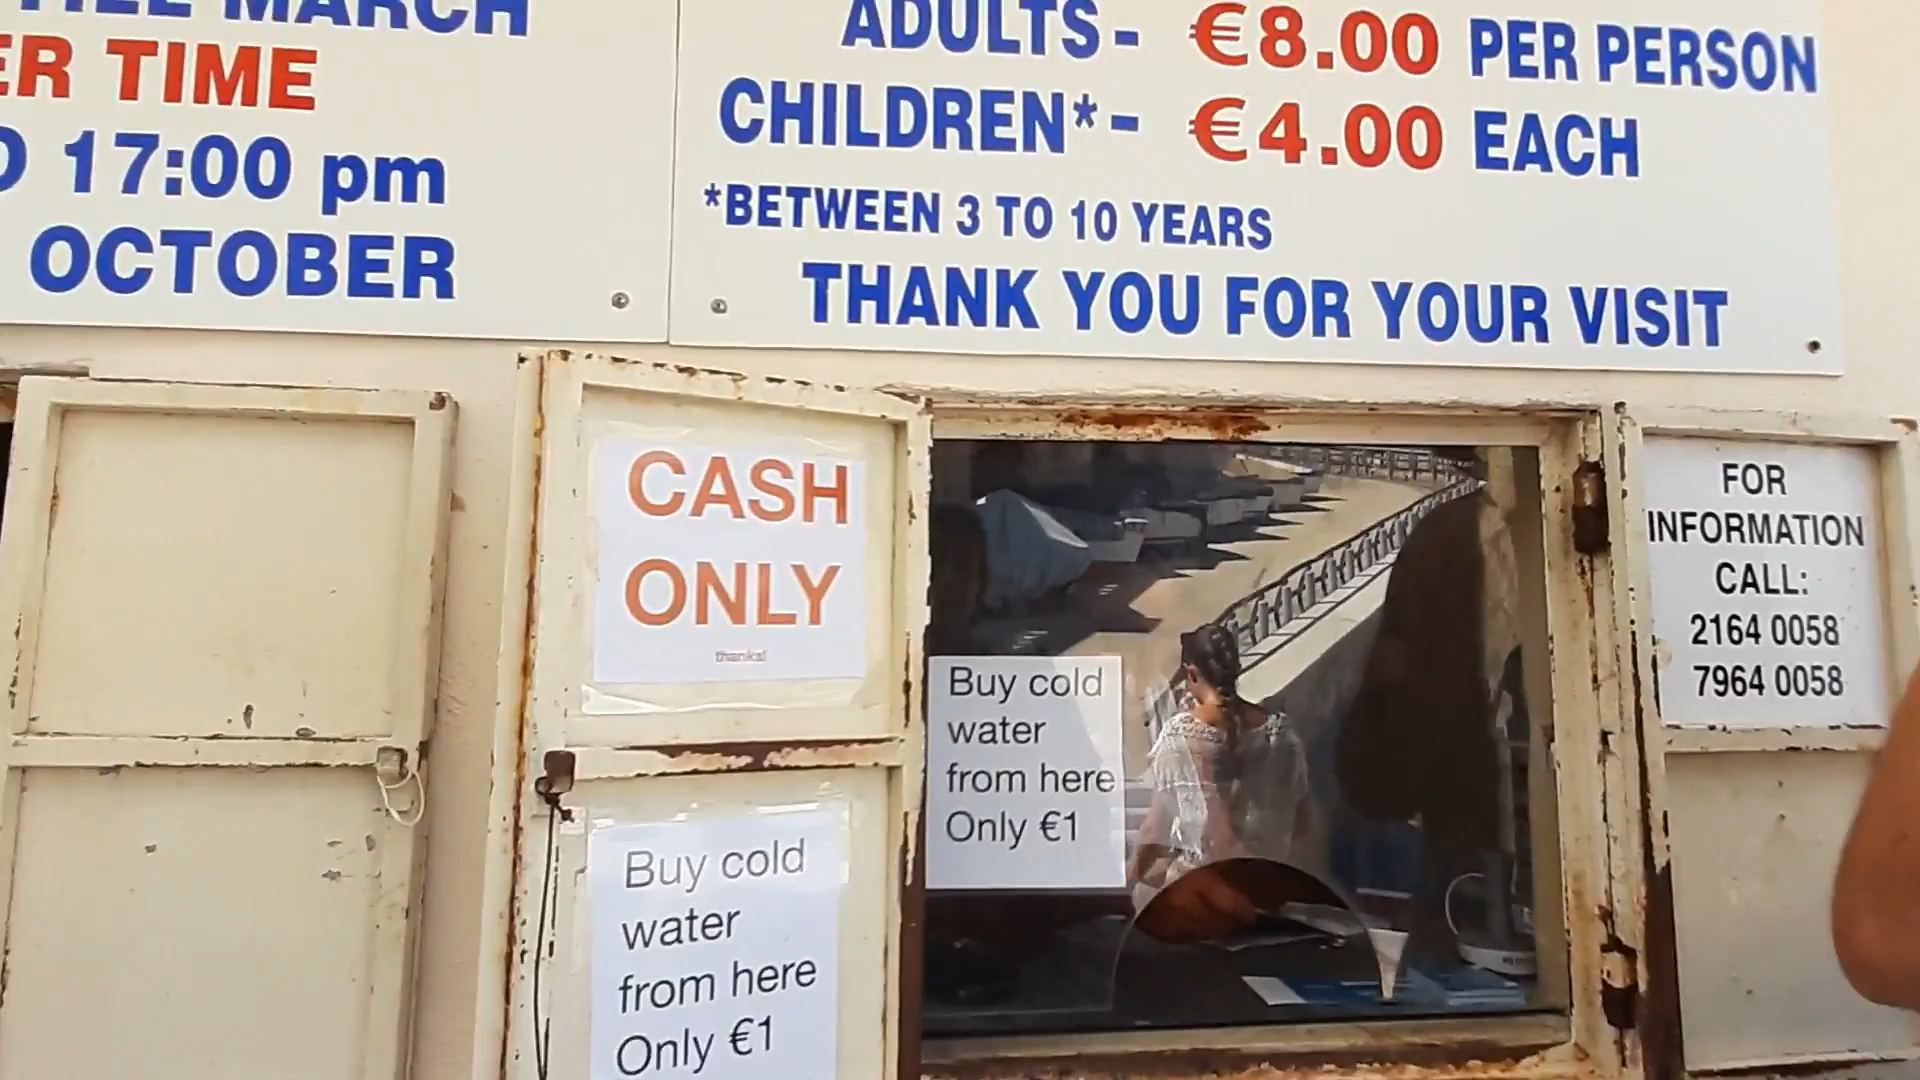 MARCH
TIME
17:00 pm
OCTOBER
ADULTS - €8.00 PER PERSON
CHILDREN* - €4.00 EACH
*BETWEEN 3 TO 10 YEARS
THANK YOU FOR YOUR VISIT
CASH
ONLY
thanks!
Buy cold
water
from here
Only €1
Buy cold
water
from here
Only €1
FOR
INFORMATION
CALL:
2164 0058
7964 0058